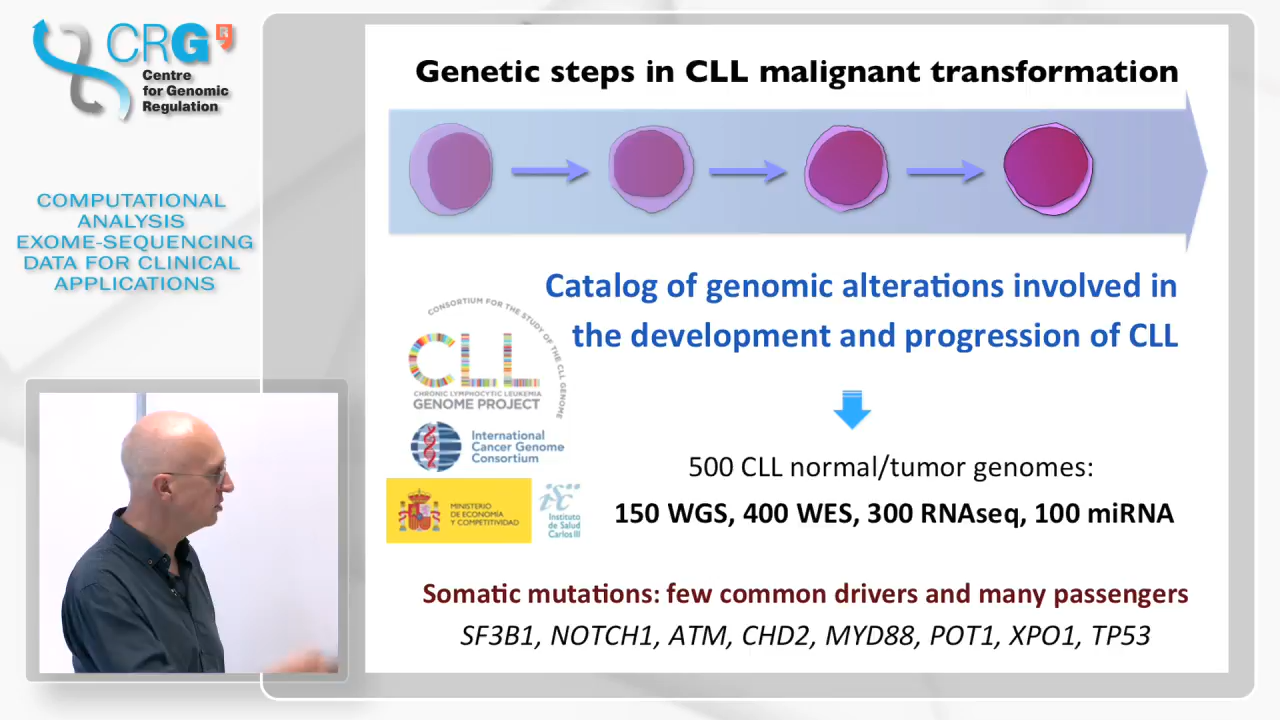 CRG
Centre
for Genomic
Regulation
COMPUTATIONAL
ANALYSIS
EXOME-SEQUENCING
DATA FOR CLINICAL
APPLICATIONS
Genetic steps in CLL malignant transformation
Catalog of genomic alterations involved in
the development and progression of CLL
CONSORTIUM FOR THE STUDY OF THE CLL GENOME
CLL
CHRONIC LYMPHOCYTIC LEUKEMIA
GENOME PROJECT
International
Cancer Genome
Consortium
MINISTERIO
DE ECONOMÍA
Y COMPETITIVIDAD
isc
Instituto
de Salud
Carlos III
500 CLL normal/tumor genomes:
150 WGS, 400 WES, 300 RNAseq, 100 miRNA
Somatic mutations: few common drivers and many passengers
SF3B1, NOTCH1, ATM, CHD2, MYD88, POT1, XPO1, TP53